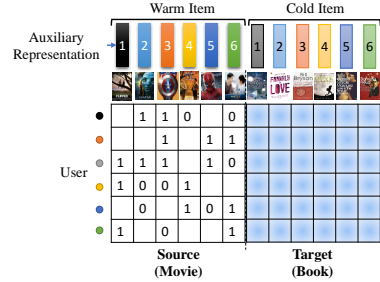 Warm Item Cold Item
Auxiliary
Representation
1 2 3 4 5 6 1 2 3 4 5 6
LOVE
User
1 1 0 0
1 1 1
1 1 1 1 0
1 0 0 1
0 1 0 1
1 0 1
Source
(Movie)
Target
(Book)